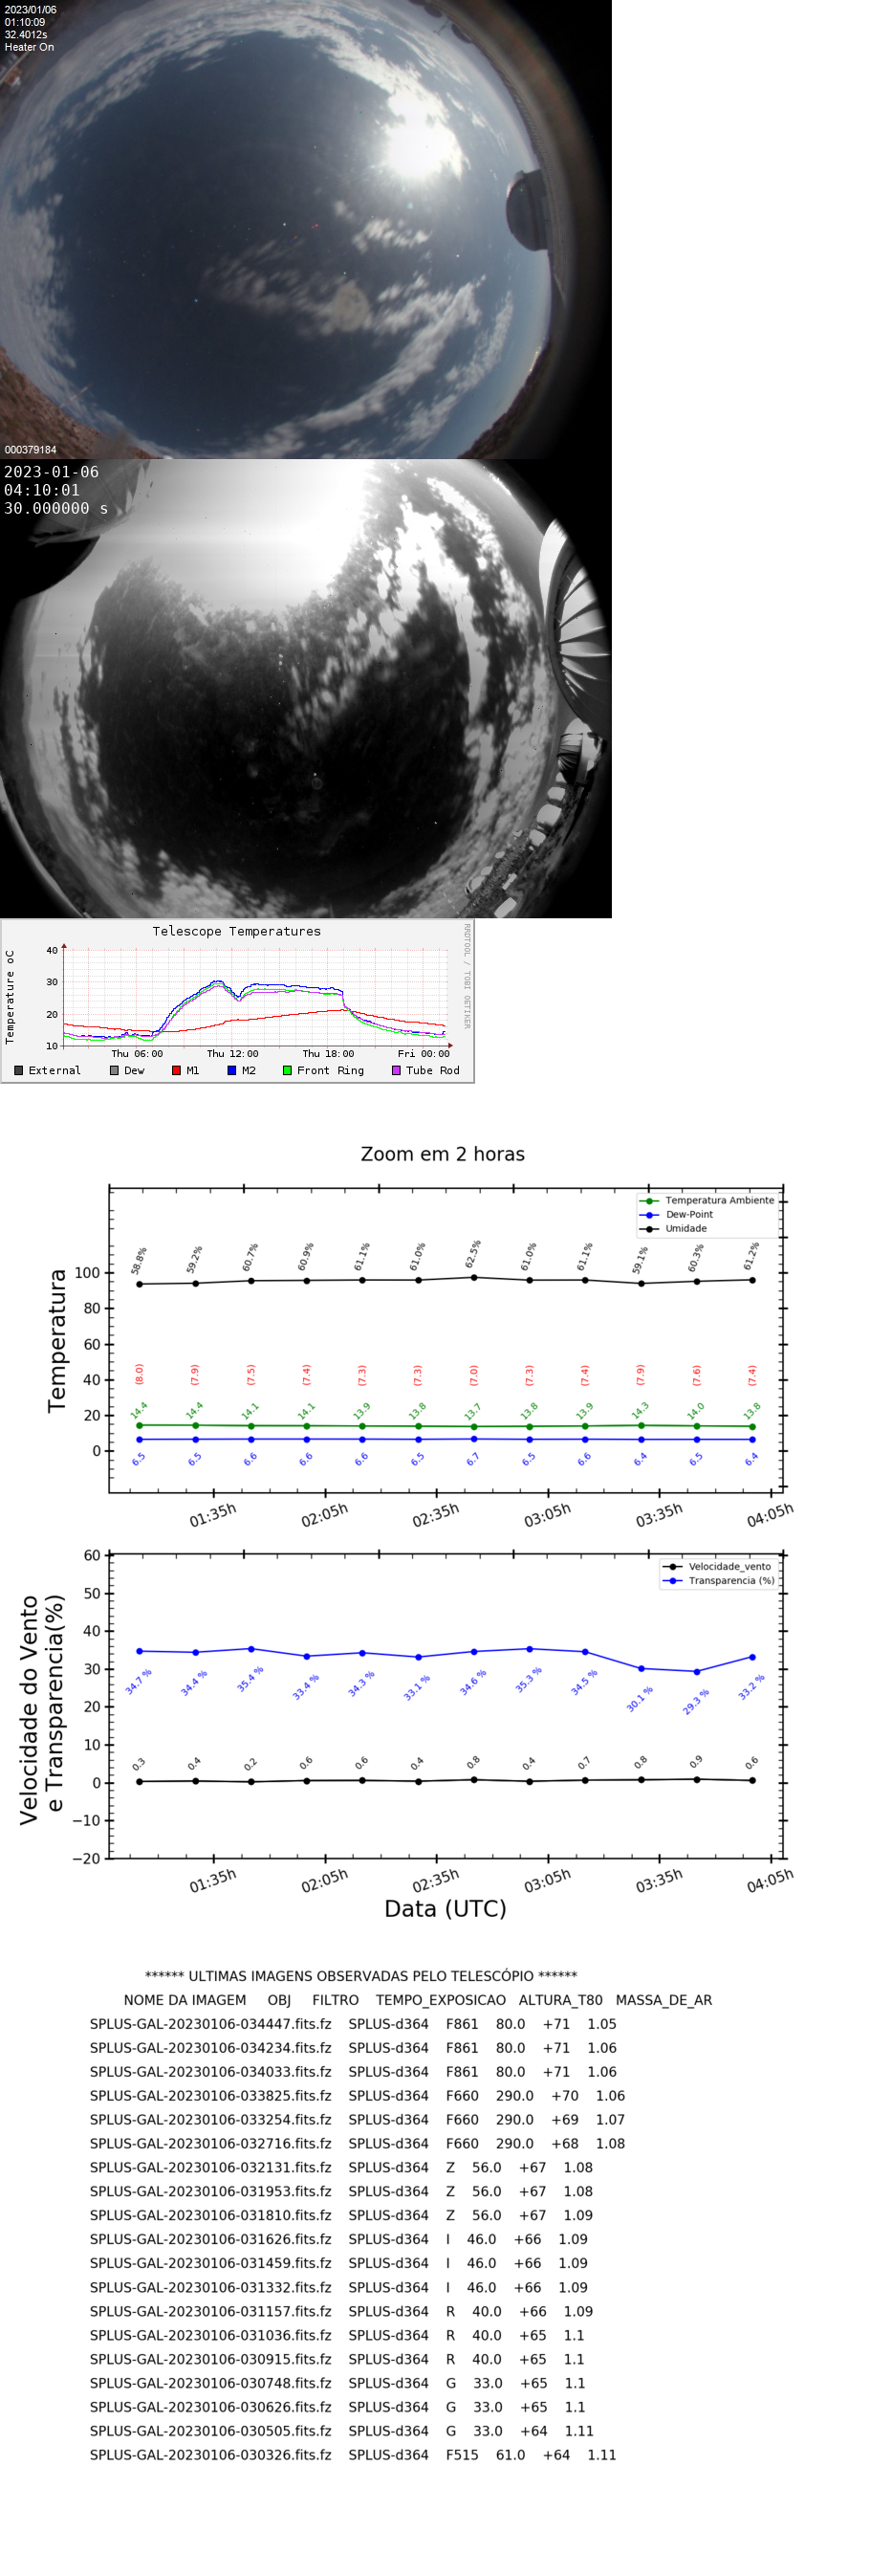 2023/01/06
01:10:09
32.4012s
Heater On
000379184
2023-01-06
04:10:01
30.000000 s
Telescope Temperatures
RRDTOOL / TOBI OETIKER
Temperature oC
40
30
20
10
Thu 06:00 Thu 12:00 Thu 18:00 Fri 00:00
External Dew M1 M2 Front Ring Tube Rod
Zoom em 2 horas
Temperatura Ambiente
Dew-Point
Umidade
Temperatura
100
80
60
40
20
0
58.8% 59.2% 60.7% 60.9% 61.1% 61.0% 62.5% 61.0% 61.1% 59.1% 60.3% 61.2%
(8.0) (7.9) (7.5) (7.4) (7.3) (7.3) (7.0) (7.3) (7.4) (7.9) (7.6) (7.4)
14.4 14.4 14.1 14.1 13.9 13.8 13.7 13.8 13.9 14.3 14.0 13.8
6.5 6.5 6.6 6.6 6.6 6.5 6.7 6.5 6.6 6.4 6.5 6.4
01:35h 02:05h 02:35h 03:05h 03:35h 04:05h
Velocidade_vento
Transparencia (%)
Velocidade do Vento
e Transparencia(%)
60
50
40
30
20
10
0
−10
−20
34.7 % 34.4 % 35.4 % 33.4 % 34.3 % 33.1 % 34.6 % 35.3 % 34.5 % 30.1 % 29.3 % 33.2 %
0.3 0.4 0.2 0.6 0.6 0.4 0.8 0.4 0.7 0.8 0.9 0.6
01:35h 02:05h 02:35h 03:05h 03:35h 04:05h
Data (UTC)
****** ULTIMAS IMAGENS OBSERVADAS PELO TELESCÓPIO ******
NOME DA IMAGEM OBJ FILTRO TEMPO_EXPOSICAO ALTURA_T80 MASSA_DE_AR
SPLUS-GAL-20230106-034447.fits.fz SPLUS-d364 F861 80.0 +71 1.05
SPLUS-GAL-20230106-034234.fits.fz SPLUS-d364 F861 80.0 +71 1.06
SPLUS-GAL-20230106-034033.fits.fz SPLUS-d364 F861 80.0 +71 1.06
SPLUS-GAL-20230106-033825.fits.fz SPLUS-d364 F660 290.0 +70 1.06
SPLUS-GAL-20230106-033254.fits.fz SPLUS-d364 F660 290.0 +69 1.07
SPLUS-GAL-20230106-032716.fits.fz SPLUS-d364 F660 290.0 +68 1.08
SPLUS-GAL-20230106-032131.fits.fz SPLUS-d364 Z 56.0 +67 1.08
SPLUS-GAL-20230106-031953.fits.fz SPLUS-d364 Z 56.0 +67 1.08
SPLUS-GAL-20230106-031810.fits.fz SPLUS-d364 Z 56.0 +67 1.09
SPLUS-GAL-20230106-031626.fits.fz SPLUS-d364 I 46.0 +66 1.09
SPLUS-GAL-20230106-031459.fits.fz SPLUS-d364 I 46.0 +66 1.09
SPLUS-GAL-20230106-031332.fits.fz SPLUS-d364 I 46.0 +66 1.09
SPLUS-GAL-20230106-031157.fits.fz SPLUS-d364 R 40.0 +66 1.09
SPLUS-GAL-20230106-031036.fits.fz SPLUS-d364 R 40.0 +65 1.1
SPLUS-GAL-20230106-030915.fits.fz SPLUS-d364 R 40.0 +65 1.1
SPLUS-GAL-20230106-030748.fits.fz SPLUS-d364 G 33.0 +65 1.1
SPLUS-GAL-20230106-030626.fits.fz SPLUS-d364 G 33.0 +65 1.1
SPLUS-GAL-20230106-030505.fits.fz SPLUS-d364 G 33.0 +64 1.11
SPLUS-GAL-20230106-030326.fits.fz SPLUS-d364 F515 61.0 +64 1.11